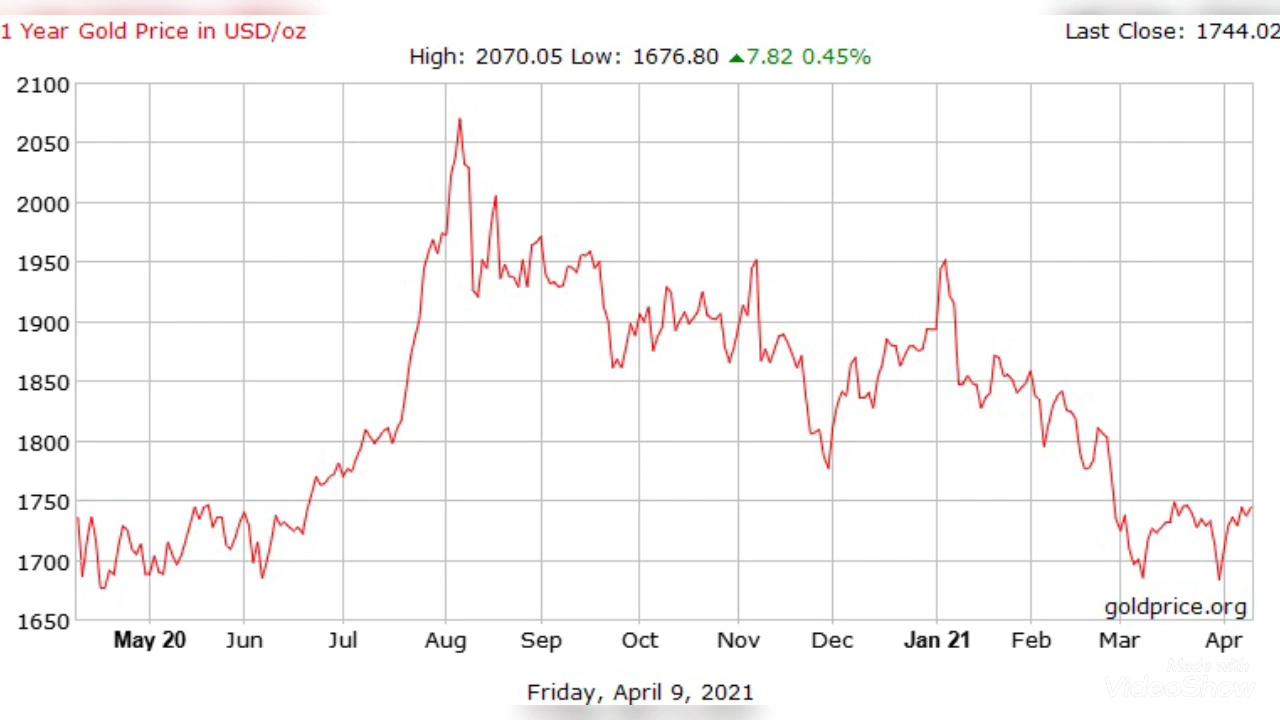 1 Year Gold Price in USD/oz
Last Close: 1744.02
High: 2070.05 Low: 1676.80 ▲7.82 0.45%
2100
2050
2000
1950
1900
1850
1800
1750
1700
1650
goldprice.org
May 20 Jun Jul Aug Sep Oct Nov Dec Jan 21 Feb Mar Apr
Made with
VideoShow
Friday, April 9, 2021